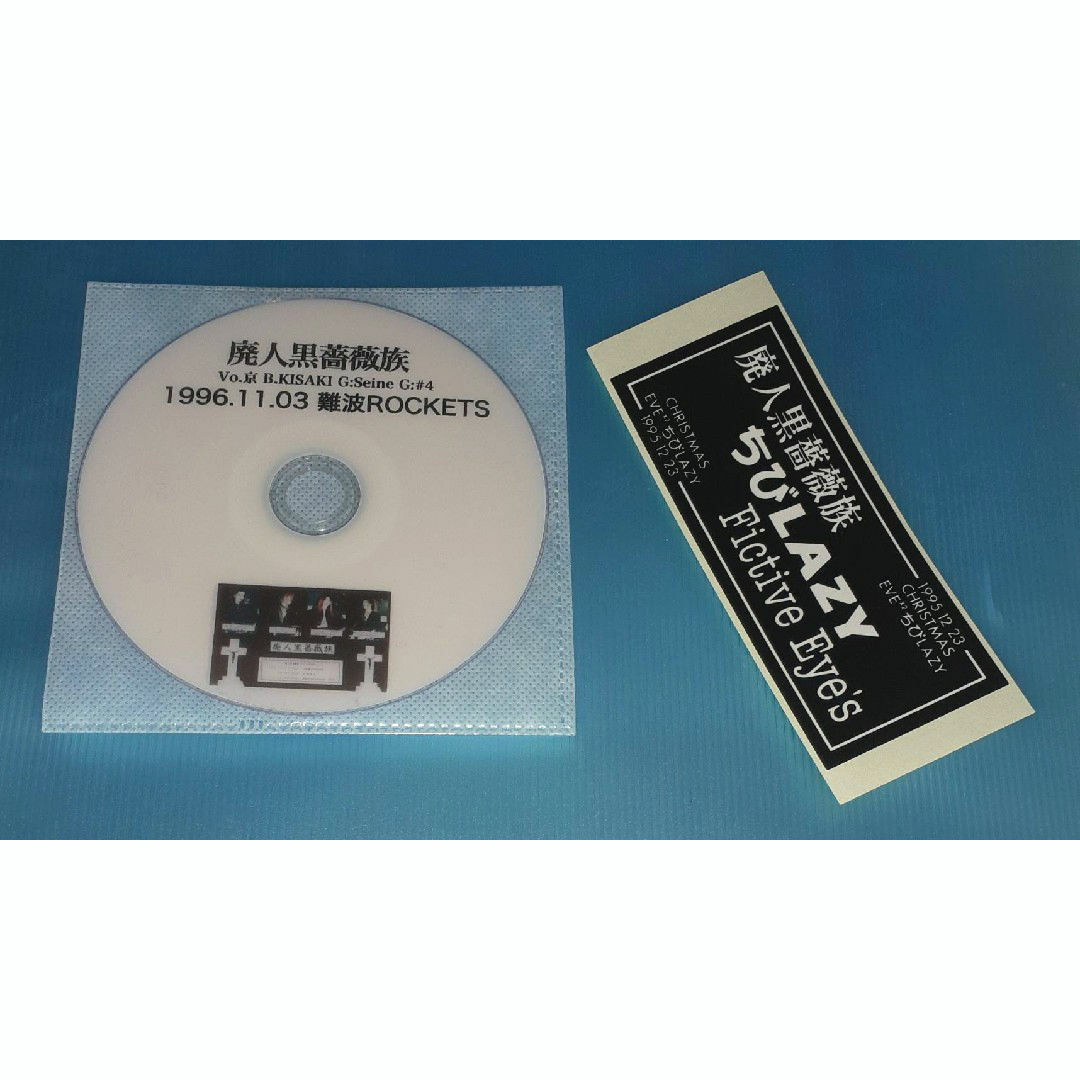 廃人黒薔薇族
Vo.京 B.KISAKI G:Seine G:#4
1996.11.03 難波ROCKETS
廃人黒薔薇族
廃人黒薔薇族
ちびLAZY
Fictive Eye's
CHRISTMAS
EVE"ちびLAZY
1995.12.23
1995.12.23
CHRISTMAS
EVE"ちびLAZY